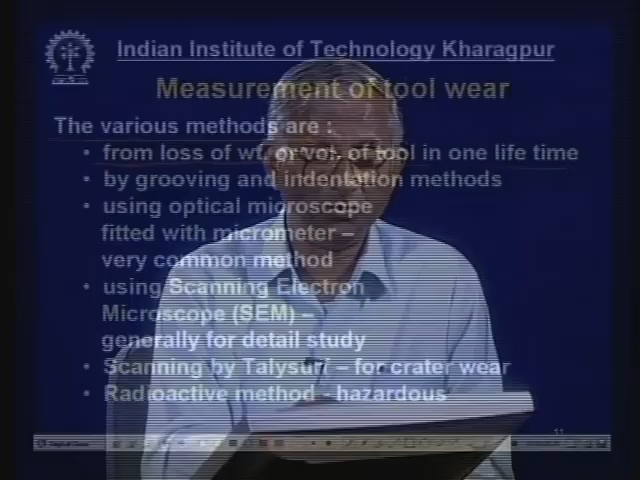 Indian Institute of Technology Kharagpur
Measurement of tool wear
The various methods are :
• from loss of wt. or vol. of tool in one life time
• by grooving and indentation methods
• using optical microscope
fitted with micrometer –
very common method
• using Scanning Electron
Microscope (SEM) –
generally for detail study
• Scanning by Talysurf – for crater wear
• Radioactive method - hazardous
11